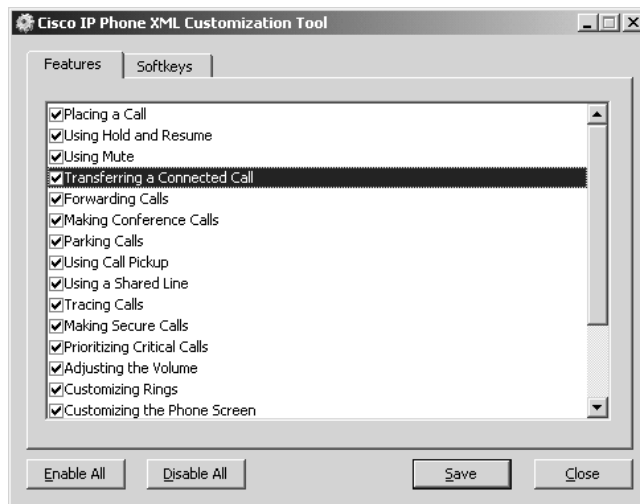 Cisco IP Phone XML Customization Tool
Features
Softkeys
Placing a Call
Using Hold and Resume
Using Mute
Transferring a Connected Call
Forwarding Calls
Making Conference Calls
Parking Calls
Using Call Pickup
Using a Shared Line
Tracing Calls
Making Secure Calls
Prioritizing Critical Calls
Adjusting the Volume
Customizing Rings
Customizing the Phone Screen
Enable All
Disable All
Save
Close